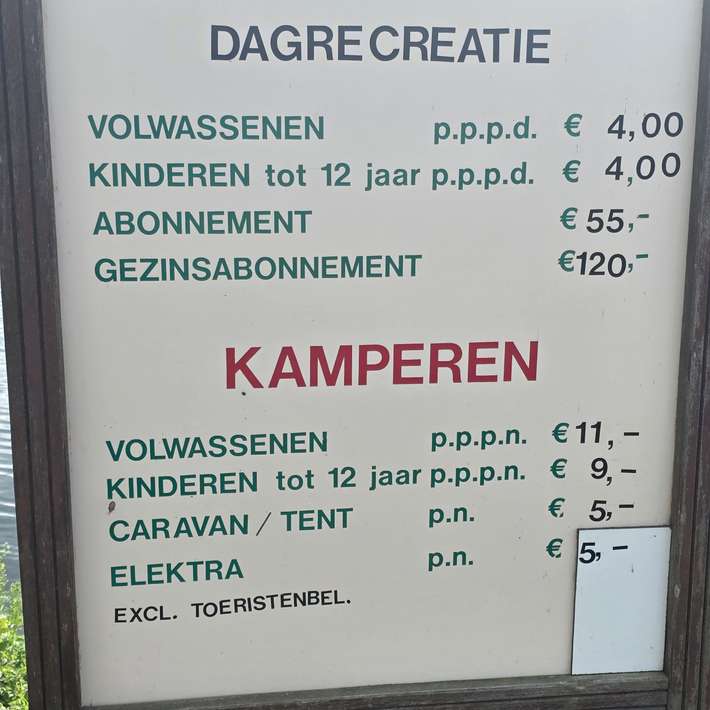 DAGRECREATIE
VOLWASSENEN p.p.p.d. € 4,00
KINDEREN tot 12 jaar p.p.p.d. € 4,00
ABONNEMENT € 55,-
GEZINSABONNEMENT €120,-
KAMPEREN
VOLWASSENEN p.p.p.n. € 11,-
KINDEREN tot 12 jaar p.p.p.n. € 9,-
CARAVAN / TENT p.n. € 5,-
ELEKTRA p.n. € 5,-
EXCL. TOERISTENBEL.